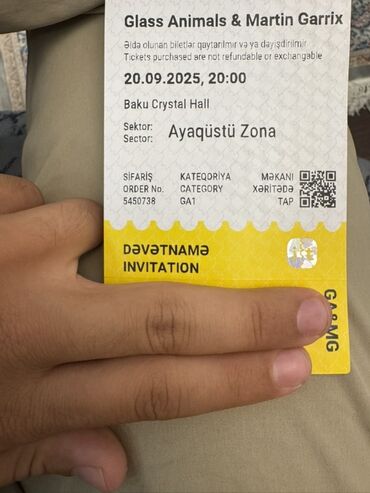 Glass Animals & Martin Garrix
Əldə olunan biletlər qaytarılmır və ya dəyişdirilmir
Tickets purchased are not refundable or exchangable
20.09.2025, 20:00
Baku Crystal Hall
Sektor:
Sector:
Ayaqüstü Zona
SİFARİŞ
ORDER No.
5450738
KATEQORİYA
CATEGORY
GA1
MƏKANI
XƏRİTƏDƏ
TAP
DƏVƏTNAMƏ
INVITATION
GA&MG